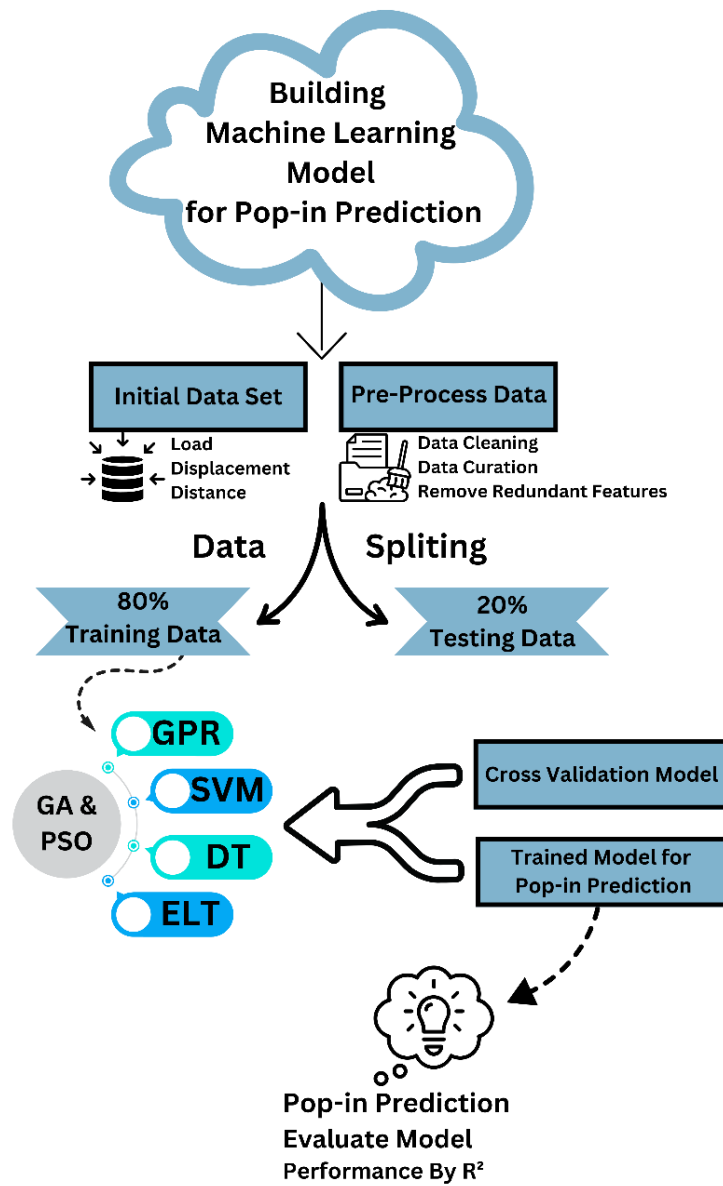 Building
Machine Learning
Model
for Pop-in Prediction
Initial Data Set
Pre-Process Data
Load
Displacement
Distance
Data Cleaning
Data Curation
Remove Redundant Features
Data Spliting
80%
Training Data
20%
Testing Data
GPR
SVM
DT
ELT
GA &
PSO
Cross Validation Model
Trained Model for
Pop-in Prediction
Pop-in Prediction
Evaluate Model
Performance By R²